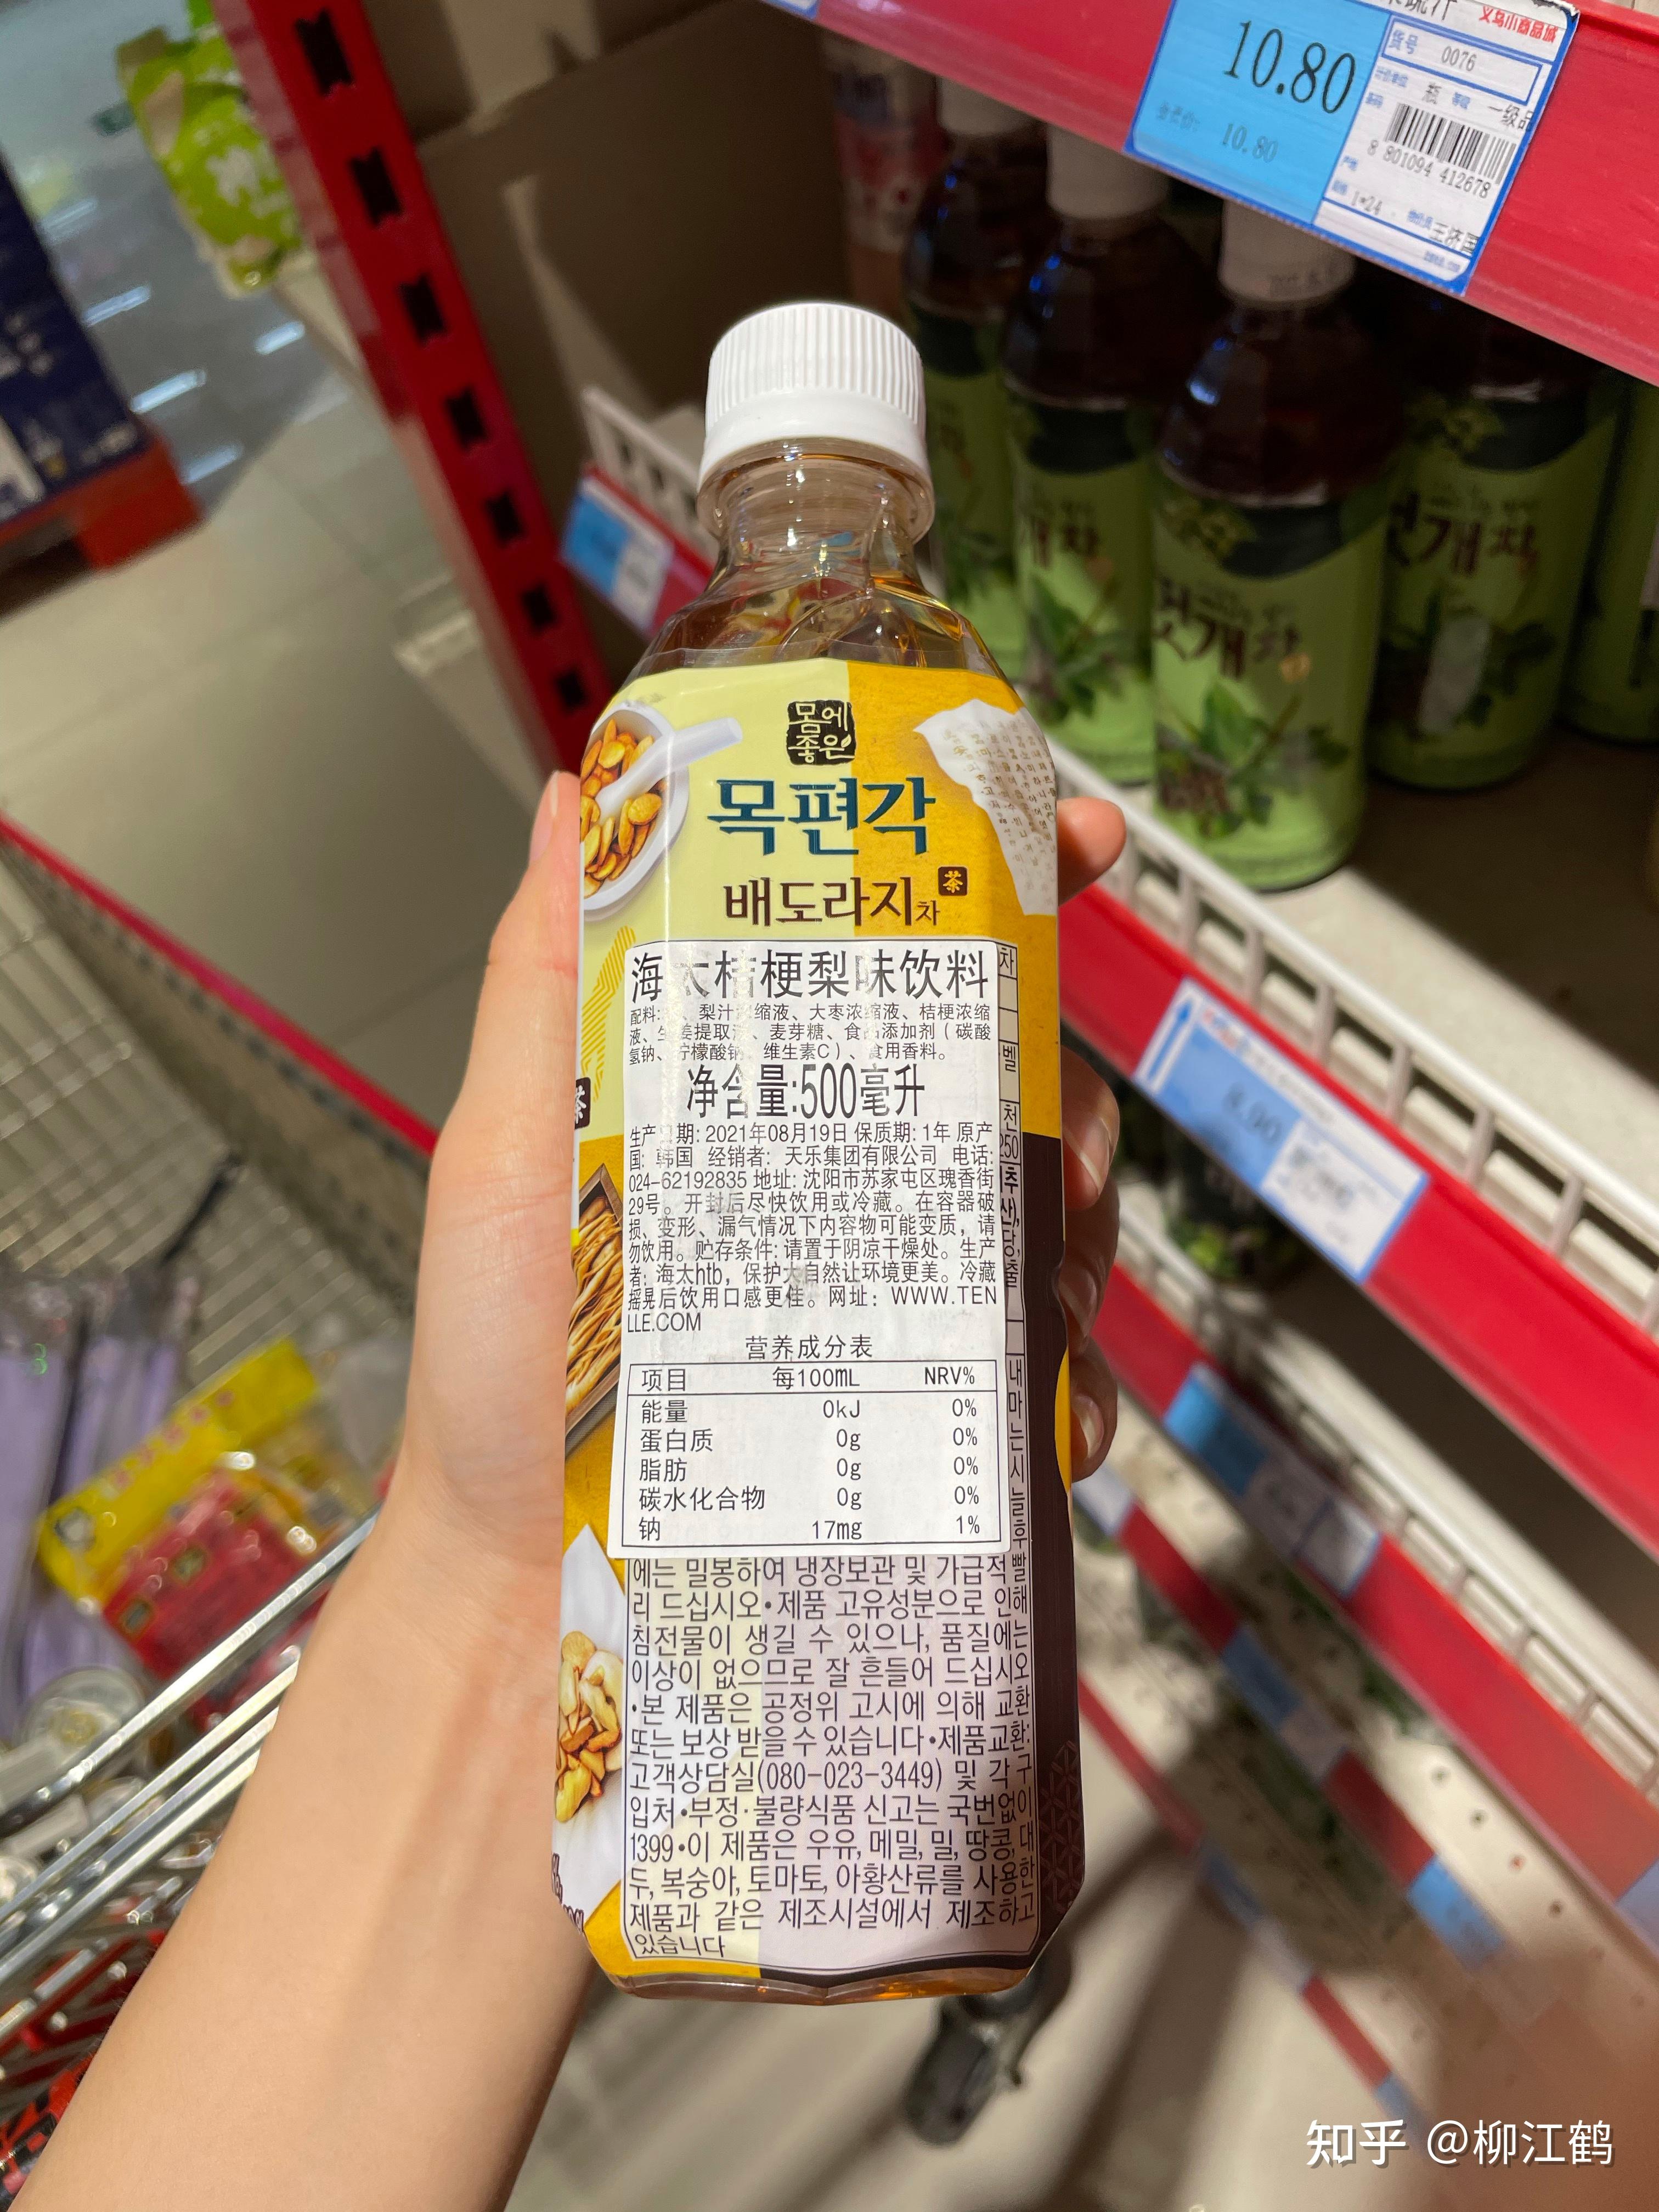 义乌小商品城
10.80
货号
0076
瓶
一级品
10.80
8 801094 412678
1*24
몸에
좋은
목편각
배도라지차
茶
海太桔梗梨味饮料
梨汁浓缩液、大枣浓缩液、桔梗浓缩
液、生姜提取液、麦芽糖、食品添加剂(碳酸
氢钠、柠檬酸钠、维生素C)、食用香料。
净含量:500毫升
生产日期: 2021年08月19日 保质期: 1年 原产
国: 韩国 经销者: 天乐集团有限公司 电话:
024-62192835 地址: 沈阳市苏家屯区瑰香街
29号。开封后尽快饮用或冷藏。在容器破
损、变形、漏气情况下内容物可能变质,请
勿饮用。贮存条件: 请置于阴凉干燥处。生产
者: 海太htb, 保护大自然让环境更美。冷藏
摇晃后饮用口感更佳。网址: WWW.TEN
LLE.COM
营养成分表
项目 每100mL NRV%
能量 0kJ 0%
蛋白质 0g 0%
脂肪 0g 0%
碳水化合物 0g 0%
钠 17mg 1%
에는 밀봉하여 냉장보관 및 가급적 빨
리 드십시오•제품 고유성분으로 인해
침전물이 생길 수 있으나, 품질에는
이상이 없으므로 잘 흔들어 드십시오
•본 제품은 공정위 고시에 의해 교환
또는 보상 받을 수 있습니다•제품교환:
고객상담실(080-023-3449) 및 각 구
입처•부정·불량식품 신고는 국번없이
1399•이 제품은 우유, 메밀, 밀, 땅콩, 대
두, 복숭아, 토마토, 아황산류를 사용한
제품과 같은 제조시설에서 제조하고
있습니다
8.90
知乎 @柳江鹤